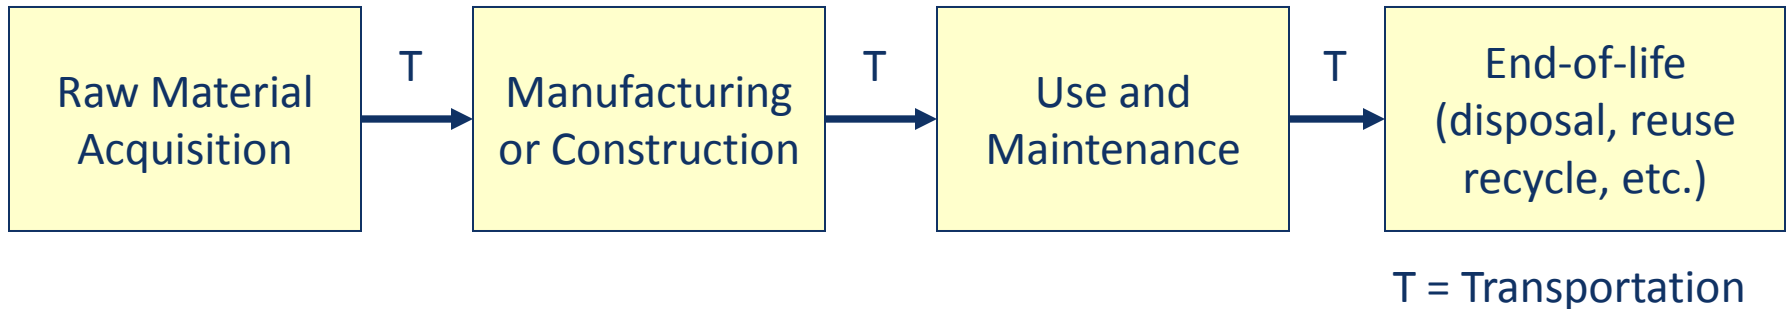 Raw Material
Acquisition
T
Manufacturing
or Construction
T
Use and
Maintenance
T
End-of-life
(disposal, reuse
recycle, etc.)
T = Transportation